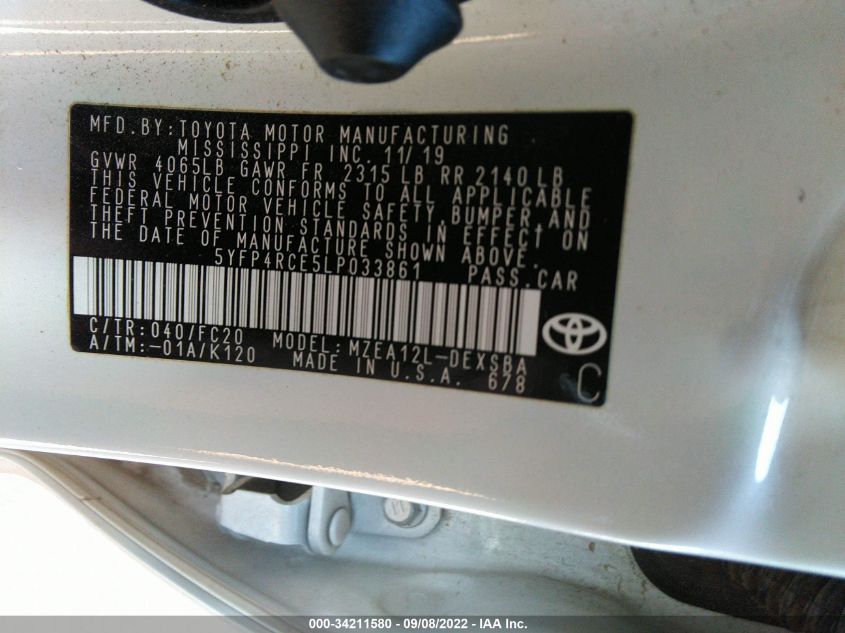 MFD.BY:TOYOTA MOTOR MANUFACTURING
MISSISSIPPI INC. 11/19
GVWR 4065LB GAWR FR 2315 LB RR 2140 LB
THIS VEHICLE CONFORMS TO ALL APPLICABLE
FEDERAL MOTOR VEHICLE SAFETY,BUMPER,AND
THEFT PREVENTION STANDARDS IN EFFECT ON
THE DATE OF MANUFACTURE SHOWN ABOVE.
5YFP4RCE5LP033861 PASS.CAR
C/TR:040/FC20 MODEL:MZEA12L-DEXSBA
A/TM:-01A/K120 MADE IN U.S.A. 678
C
000-34211580 - 09/08/2022 - IAA Inc.